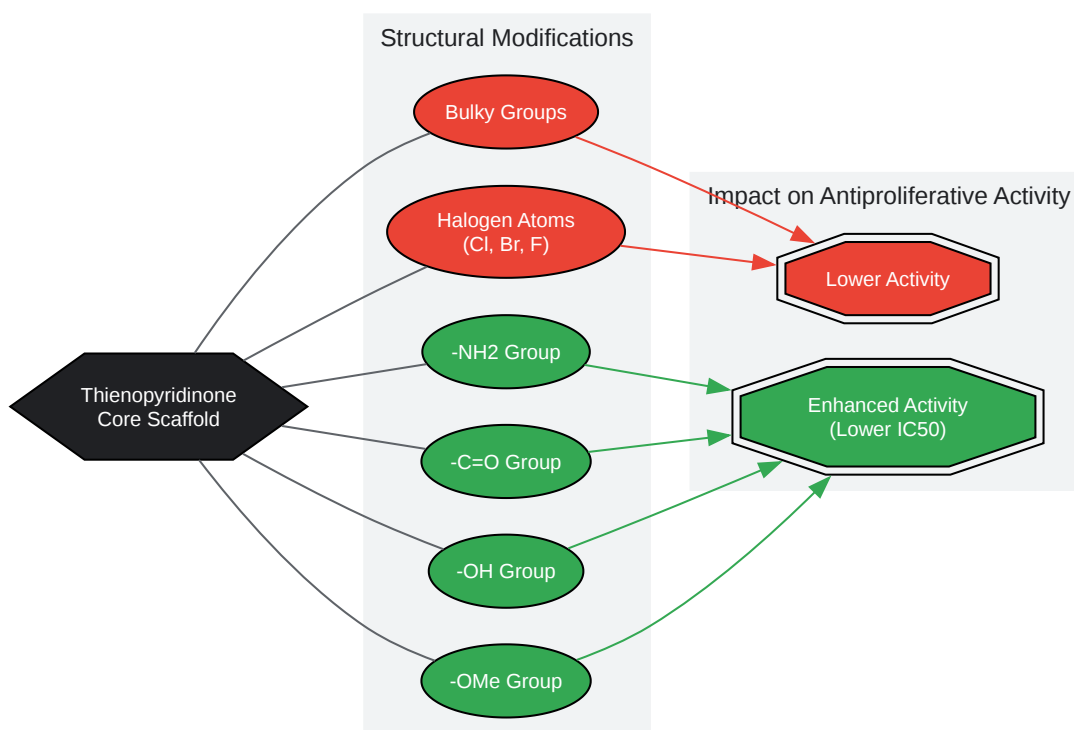 Structural Modifications
Bulky Groups
Halogen Atoms
(Cl, Br, F)
-NH2 Group
-C=O Group
-OH Group
-OMe Group
Thienopyridinone
Core Scaffold
Impact on Antiproliferative Activity
Lower Activity
Enhanced Activity
(Lower IC50)